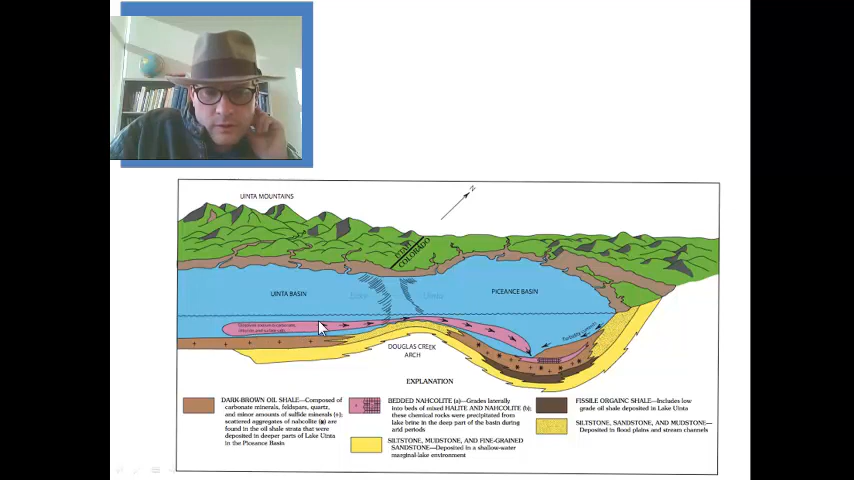 UINTA MOUNTAINS
N
UTAH
COLORADO
UINTA BASIN
Lake
Uinta
PICEANCE BASIN
DOUGLAS CREEK
ARCH
EXPLANATION
DARK-BROWN OIL SHALE—Composed of
carbonate minerals, feldspars, quartz,
and minor amounts of sulfide minerals (+);
scattered aggregates of nahcolite (✱) are
found in the oil shale strata that were
deposited in deeper parts of Lake Uinta
in the Piceance Basin
BEDDED NAHCOLITE (a)—Grades laterally
into beds of mixed HALITE AND NAHCOLITE (b);
these chemical rocks were precipitated from
lake brine in the deep part of the basin during
arid periods
SILTSTONE, MUDSTONE, AND FINE-GRAINED
SANDSTONE—Deposited in a shallow-water
marginal-lake environment
FISSILE ORGAINC SHALE—Includes low
grade oil shale deposited in Lake Uinta
SILTSTONE, SANDSTONE, AND MUDSTONE—
Deposited in flood plains and stream channels